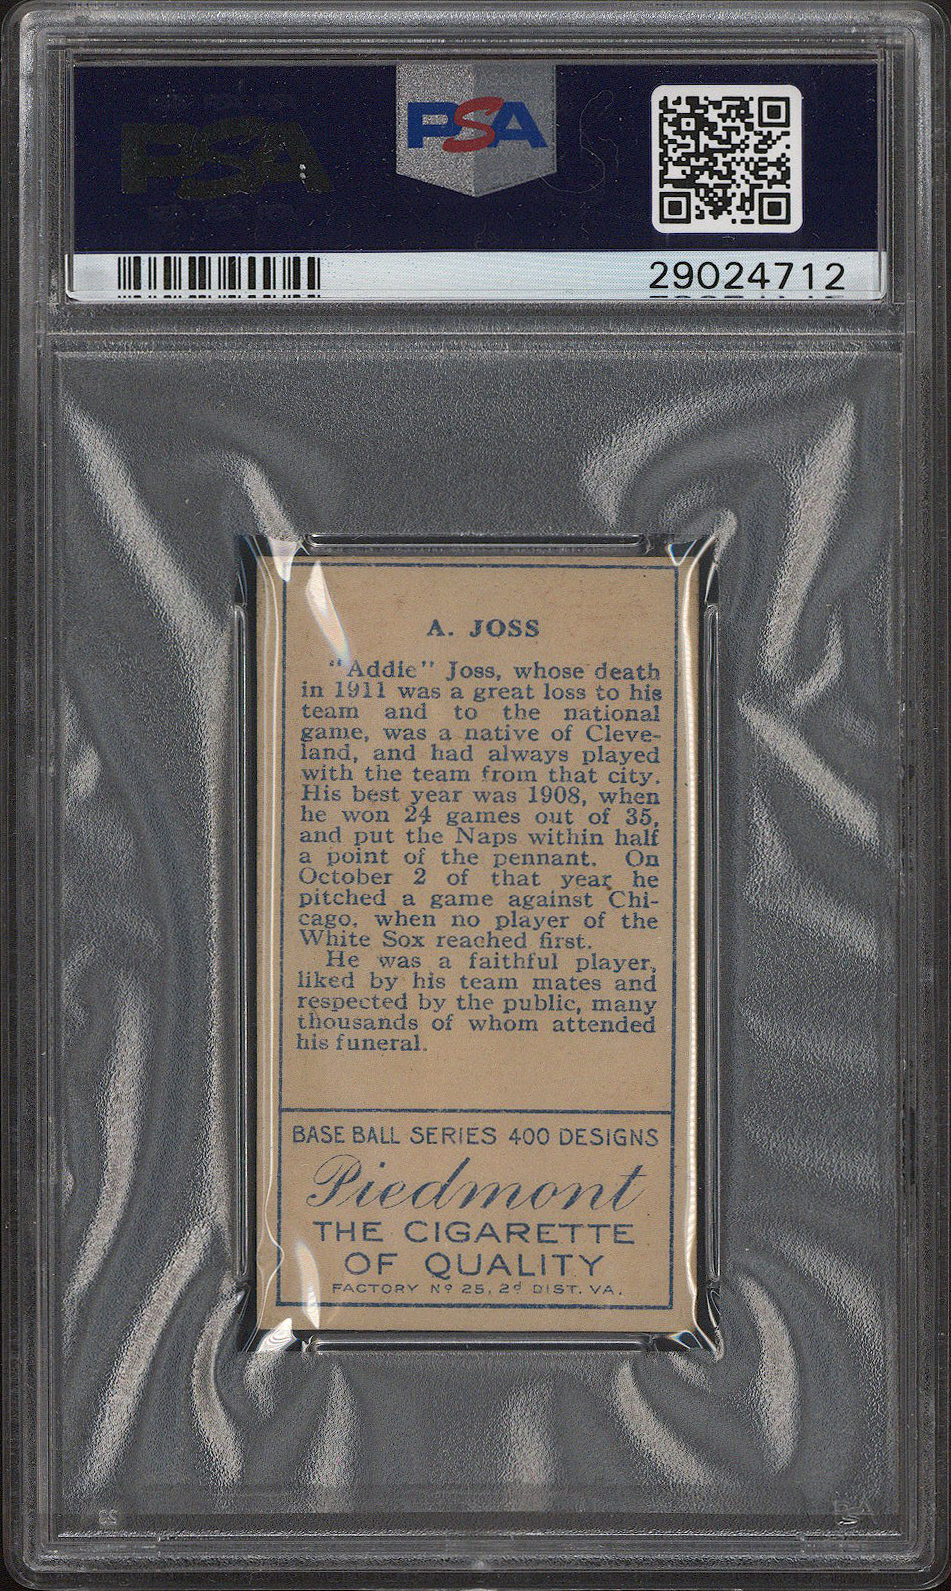 PSA
PSA
29024712
A. JOSS
"Addie" Joss, whose death
in 1911 was a great loss to his
team and to the national
game, was a native of Cleve-
land, and had always played
with the team from that city.
His best year was 1908, when
he won 24 games out of 35,
and put the Naps within half
a point of the pennant. On
October 2 of that year he
pitched a game against Chi-
cago, when no player of the
White Sox reached first.
He was a faithful player,
liked by his team mates and
respected by the public, many
thousands of whom attended
his funeral.
BASE BALL SERIES 400 DESIGNS
Piedmont
THE CIGARETTE
OF QUALITY
FACTORY Nº 25, 2d DIST. VA.
PSA